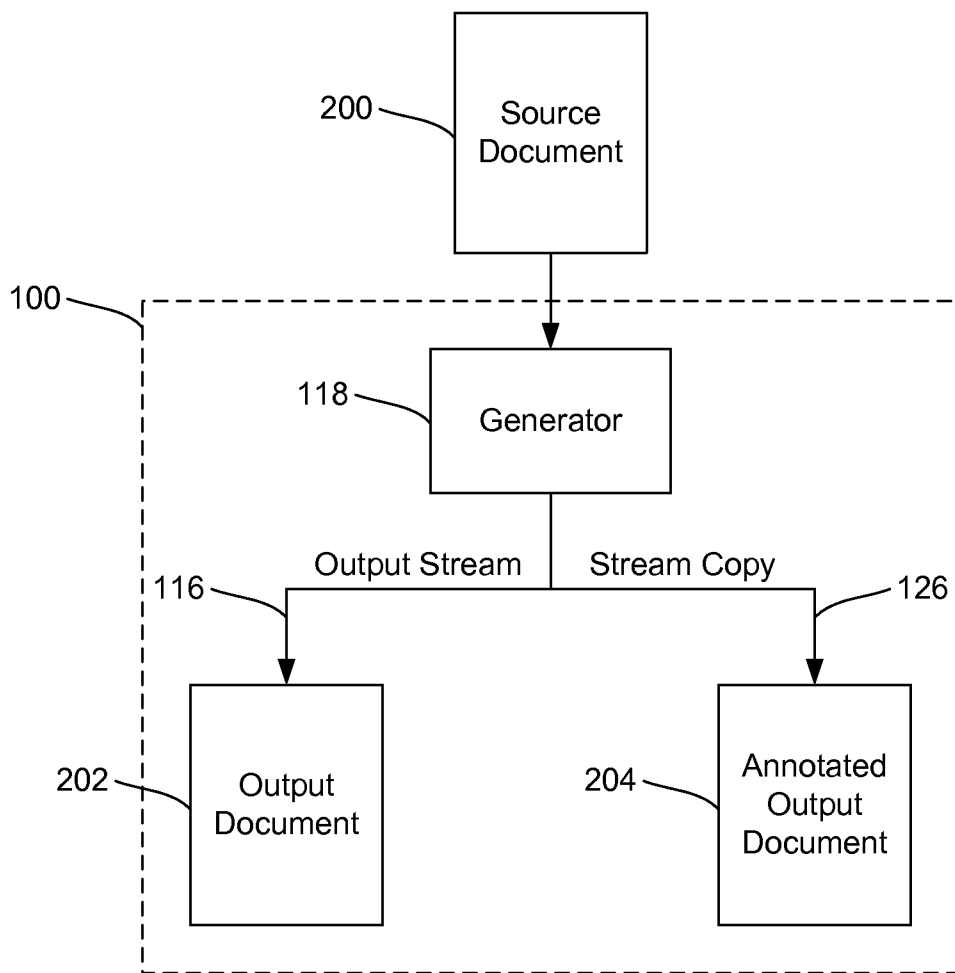 200
Source
Document
100
118
Generator
Output Stream
Stream Copy
116
126
202
Output
Document
204
Annotated
Output
Document